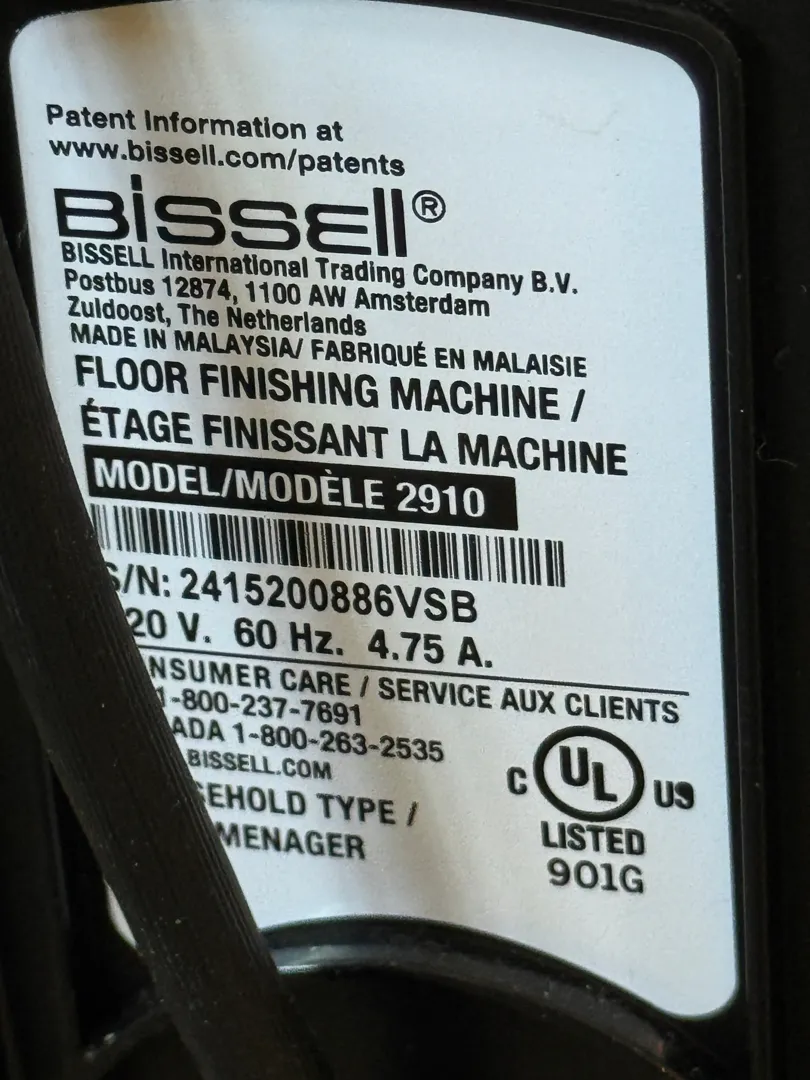 Patent Information at
www.bissell.com/patents
BISSELL®
BISSELL International Trading Company B.V.
Postbus 12874, 1100 AW Amsterdam
Zuidoost, The Netherlands
MADE IN MALAYSIA/ FABRIQUÉ EN MALAISIE
FLOOR FINISHING MACHINE /
ÉTAGE FINISSANT LA MACHINE
MODEL/MODÈLE 2910
S/N: 2415200886VSB
20 V. 60 Hz. 4.75 A.
NSUMER CARE / SERVICE AUX CLIENTS
1-800-237-7691
ADA 1-800-263-2535
BISSELL.COM
EHOLD TYPE /
MENAGER
C UL US
LISTED
901G